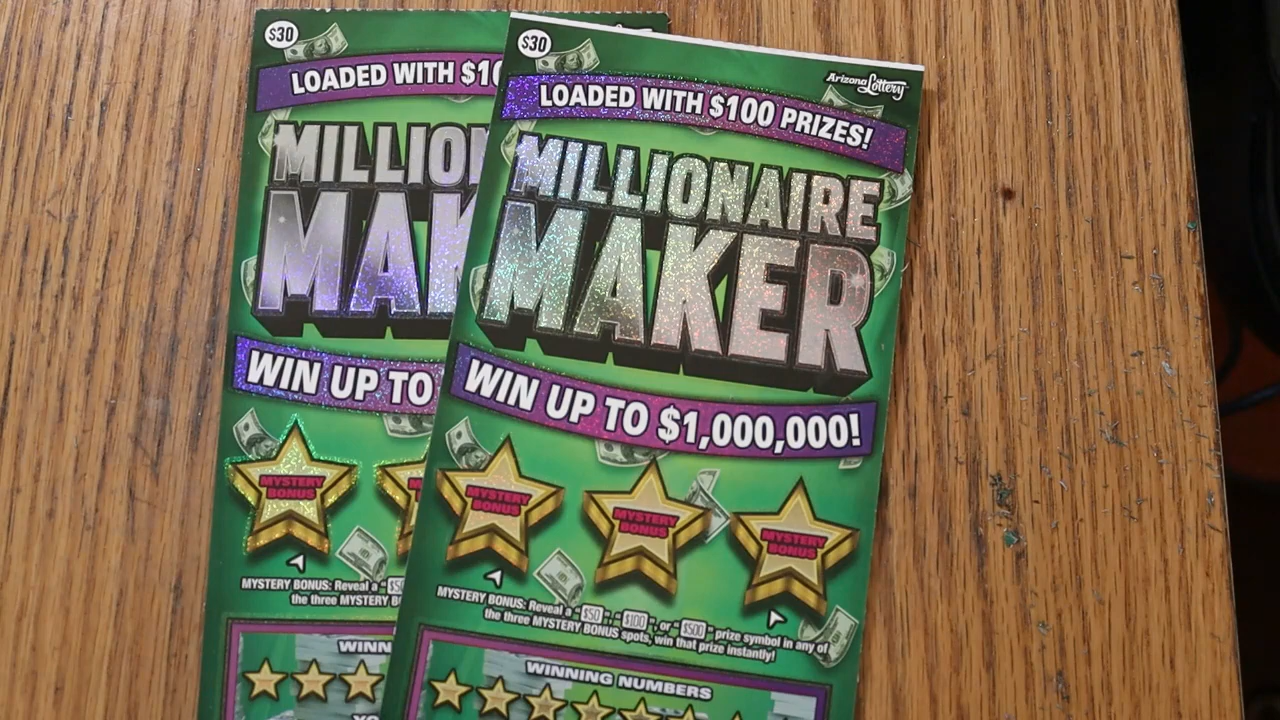 $30
LOADED WITH $10
MILLION
MAK
WIN UP TO
MYSTERY
BONUS
MYSTERY BONUS: Reveal a "$50
the three MYSTERY B
WINN
YO
$30
Arizona Lottery
LOADED WITH $100 PRIZES!
MILLIONAIRE
MAKER
WIN UP TO $1,000,000!
MYSTERY
BONUS
MYSTERY
BONUS
MYSTERY
BONUS
MYSTERY BONUS: Reveal a "$50", "$100", or "$500" prize symbol in any of
the three MYSTERY BONUS spots, win that prize instantly!
WINNING NUMBERS